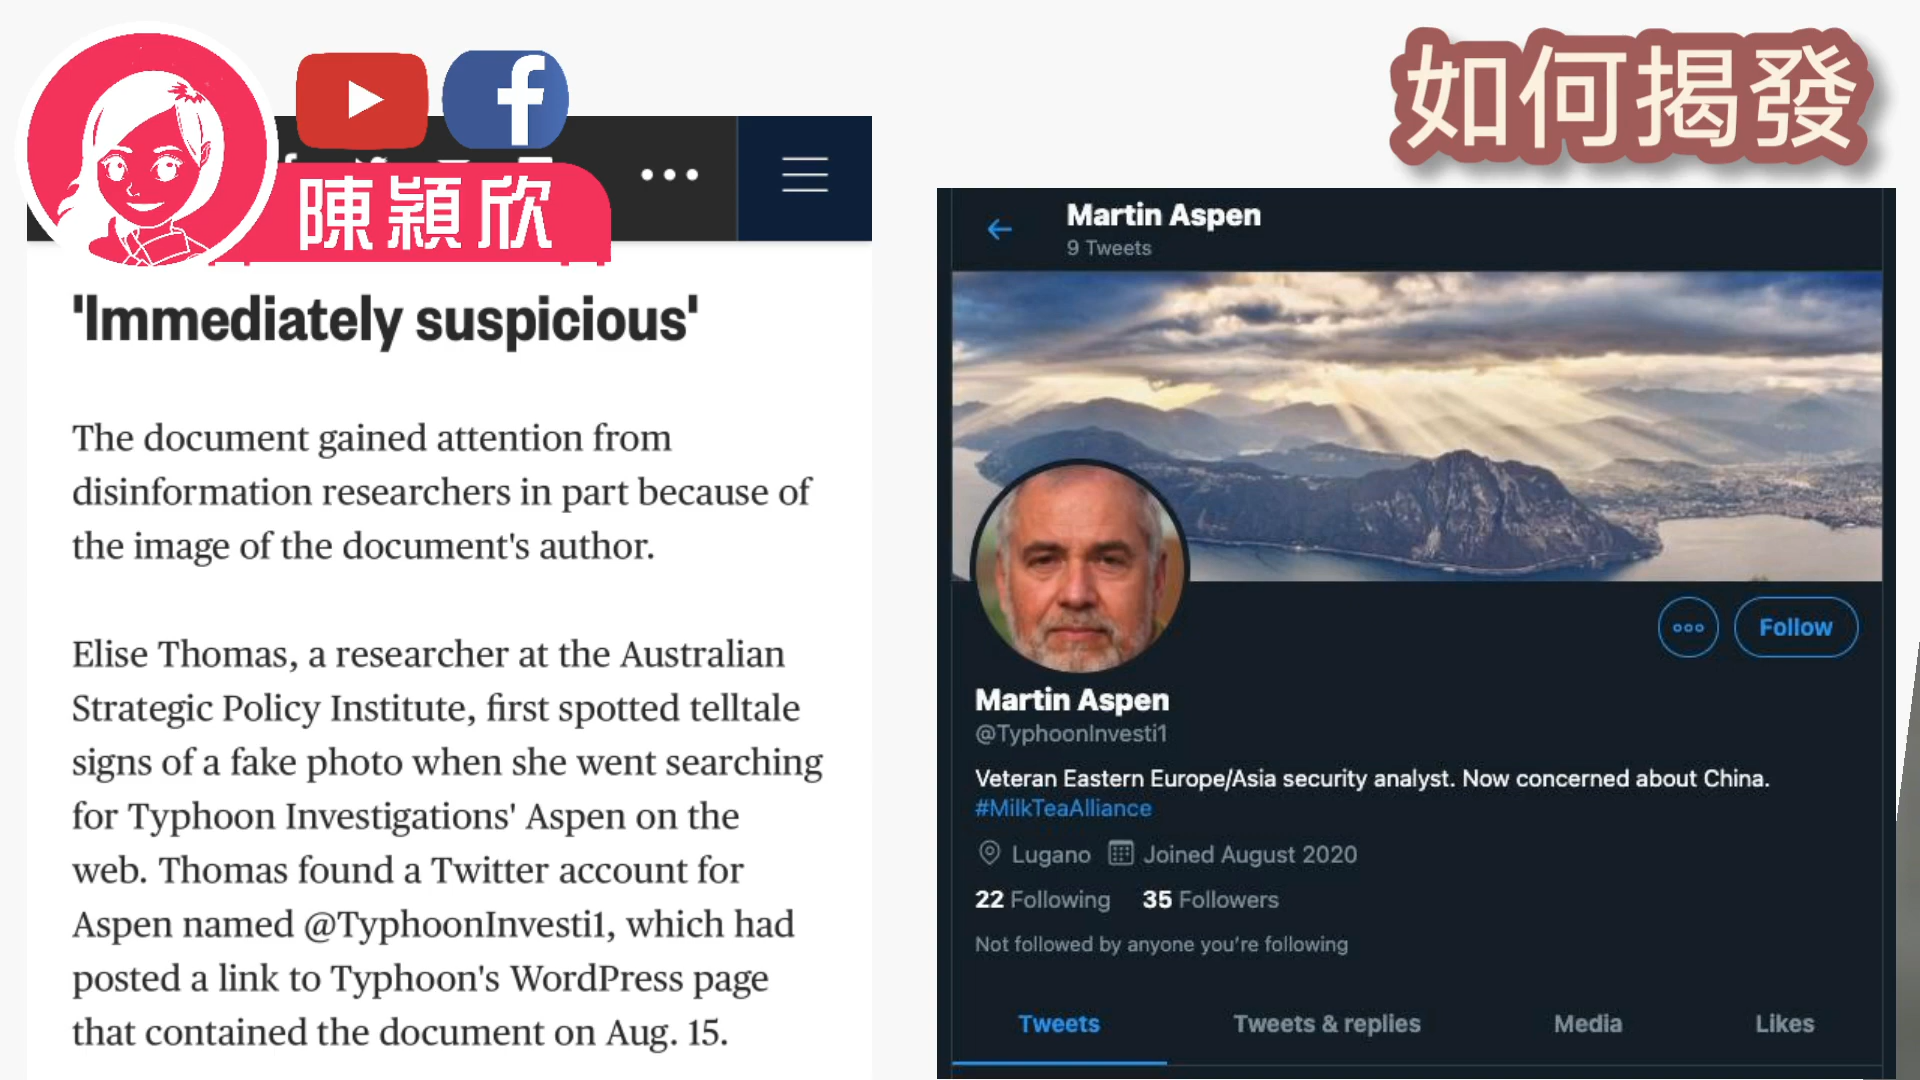 陳穎欣
如何揭發
'Immediately suspicious'
The document gained attention from
disinformation researchers in part because of
the image of the document's author.
Elise Thomas, a researcher at the Australian
Strategic Policy Institute, first spotted telltale
signs of a fake photo when she went searching
for Typhoon Investigations' Aspen on the
web. Thomas found a Twitter account for
Aspen named @TyphoonInvesti1, which had
posted a link to Typhoon's WordPress page
that contained the document on Aug. 15.
Martin Aspen
9 Tweets
Follow
Martin Aspen
@TyphoonInvesti1
Veteran Eastern Europe/Asia security analyst. Now concerned about China.
#MilkTeaAlliance
Lugano Joined August 2020
22 Following 35 Followers
Not followed by anyone you're following
Tweets Tweets & replies Media Likes